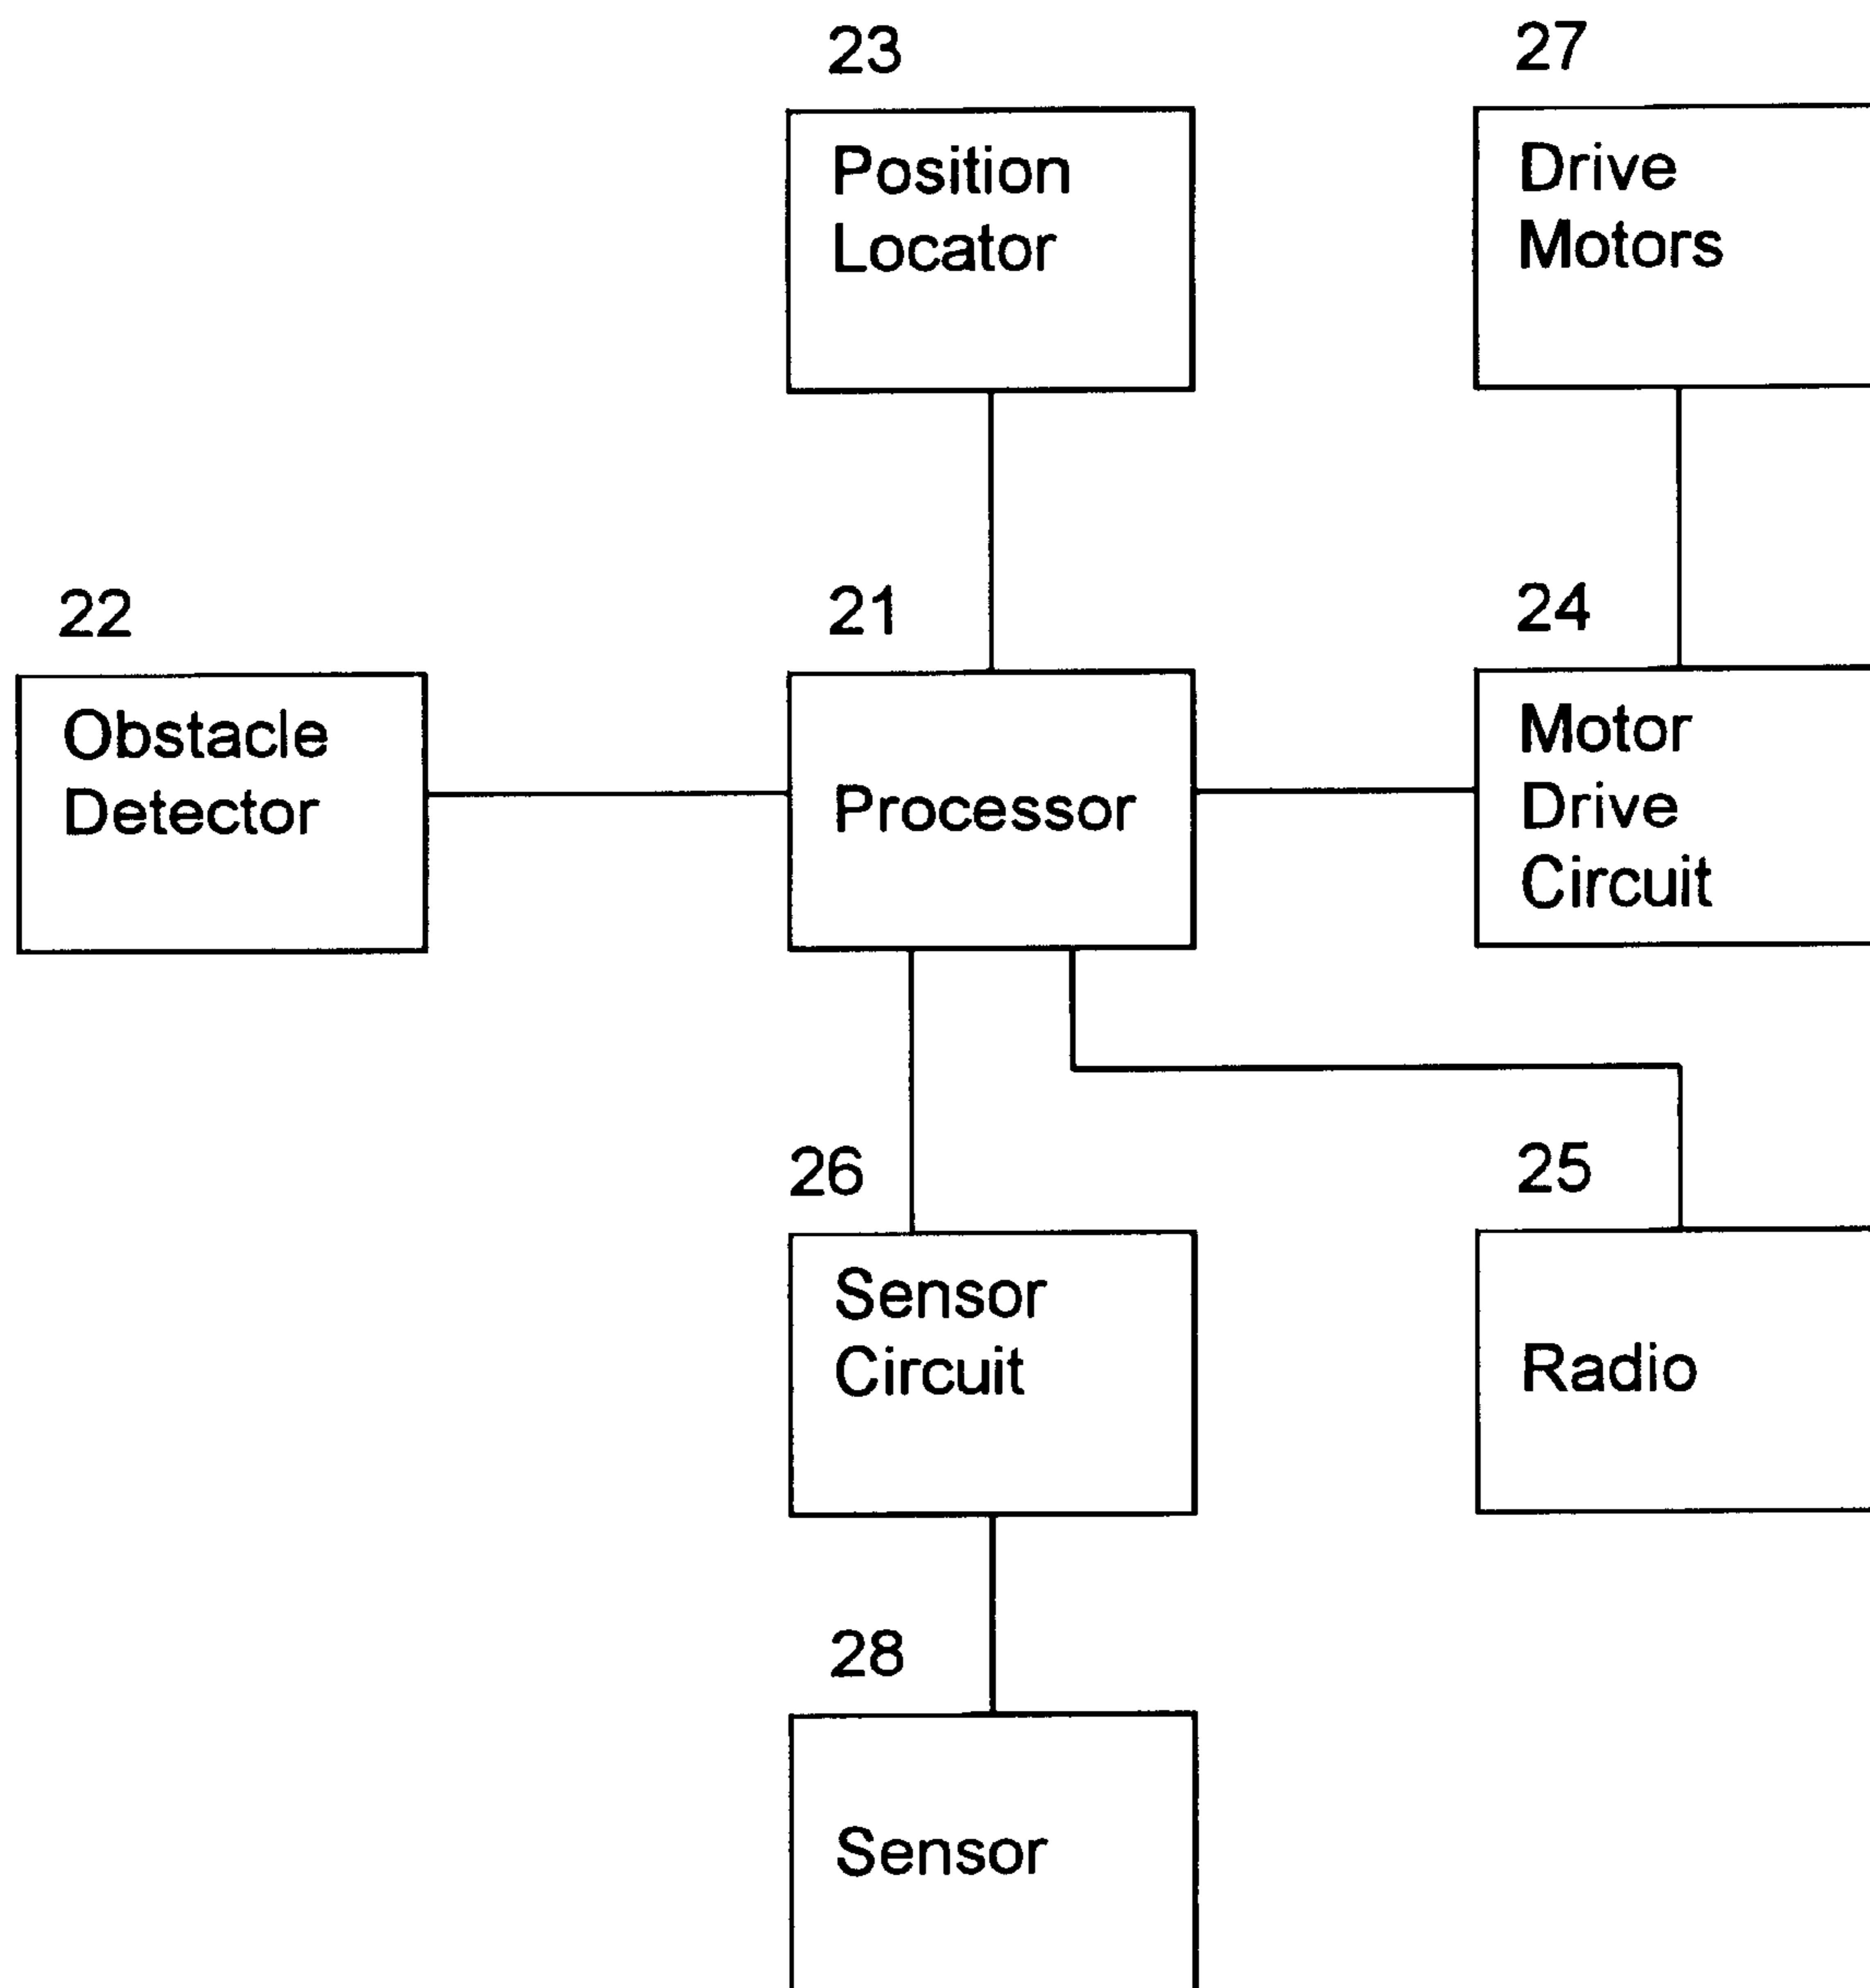 23
27
Position
Locator
Drive
Motors
22
21
24
Obstacle
Detector
Processor
Motor
Drive
Circuit
26
25
Sensor
Circuit
Radio
28
Sensor